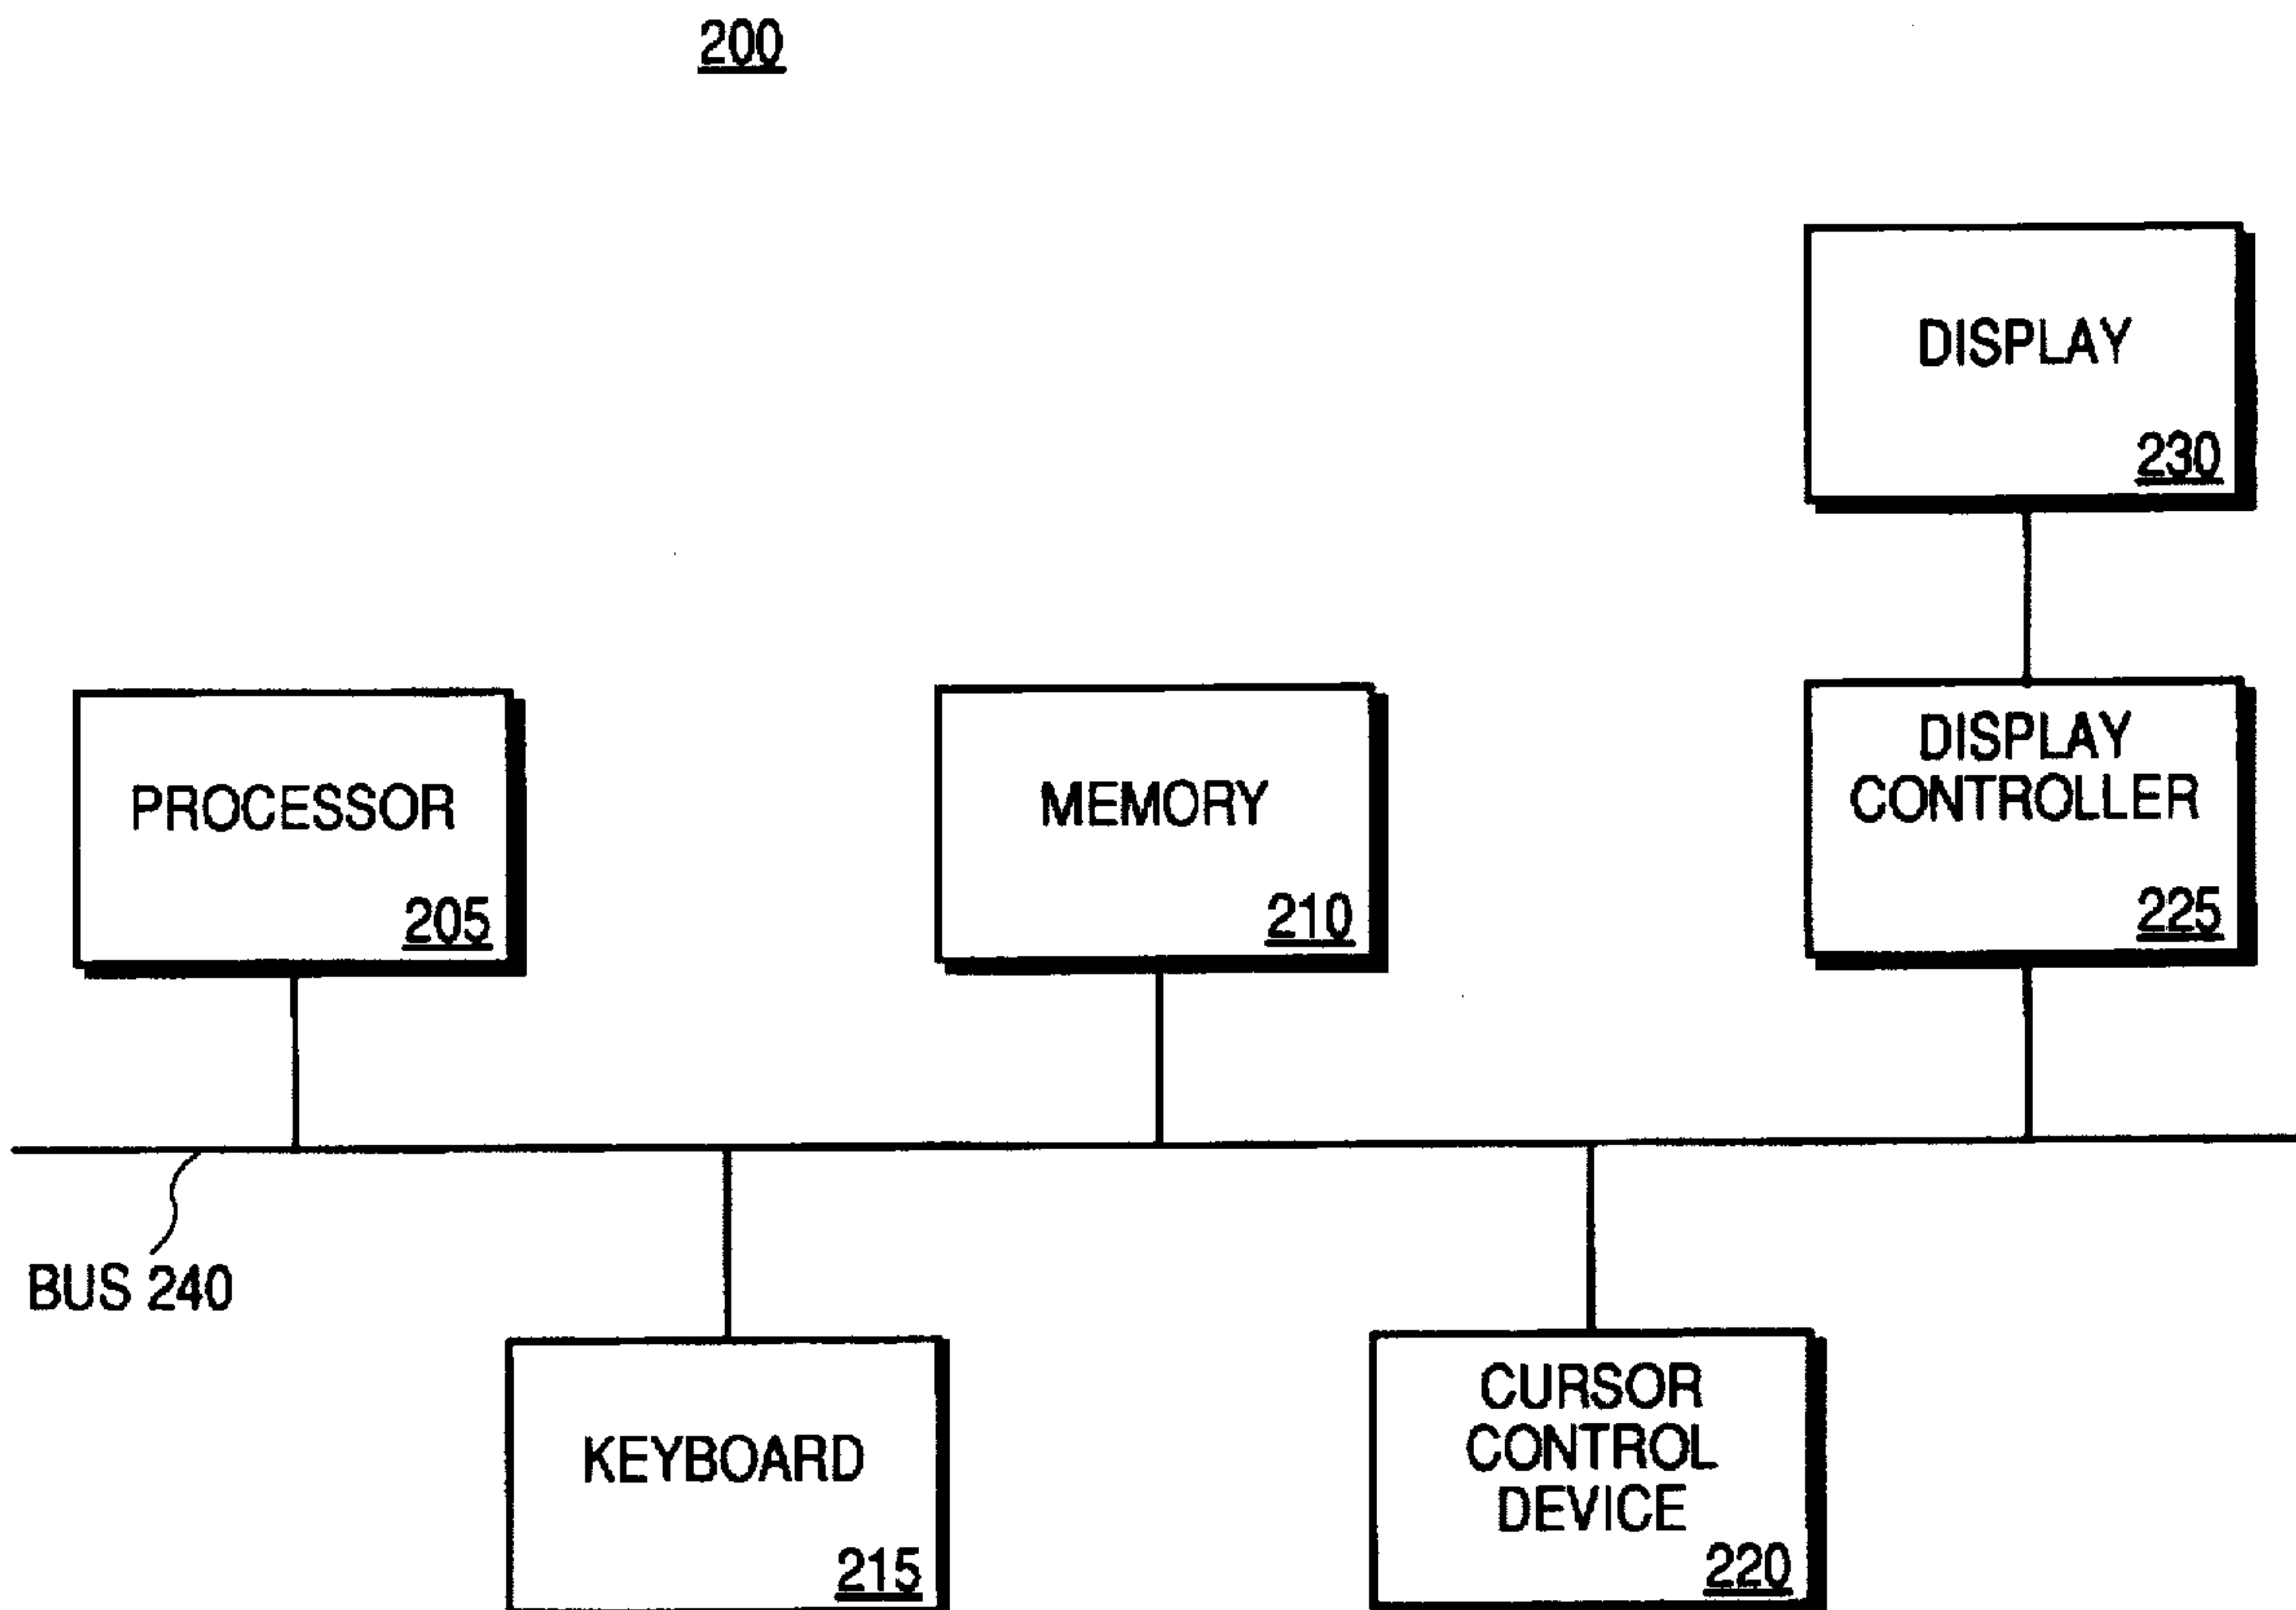 200
DISPLAY
230
PROCESSOR
205
MEMORY
210
DISPLAY
CONTROLLER
225
BUS 240
KEYBOARD
215
CURSOR
CONTROL
DEVICE
220